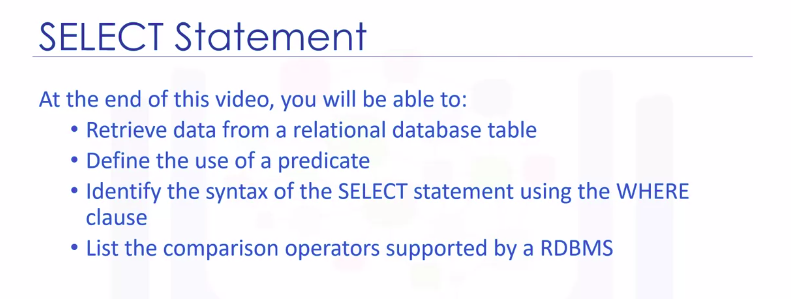 SELECT Statement
At the end of this video, you will be able to:
• Retrieve data from a relational database table
• Define the use of a predicate
• Identify the syntax of the SELECT statement using the WHERE
clause
• List the comparison operators supported by a RDBMS